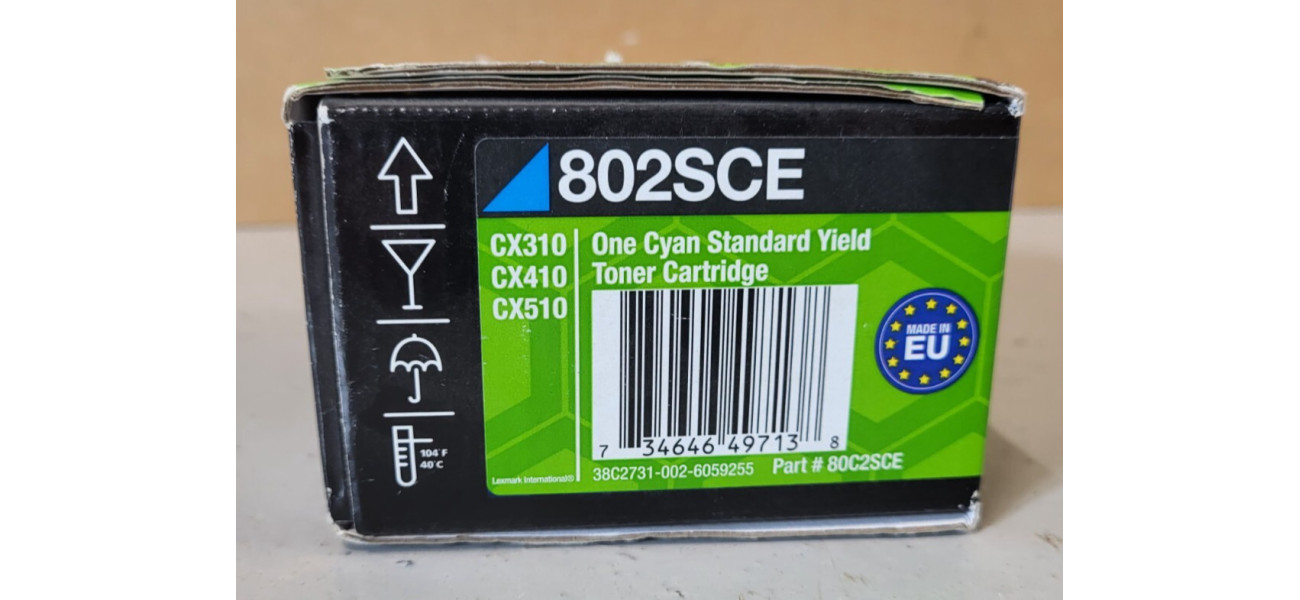 802SCE
CX310
CX410
CX510
One Cyan Standard Yield
Toner Cartridge
MADE IN
EU
104°F
40°C
7 34646 49713 8
Lexmark International®
38C2731-002-6059255 Part # 80C2SCE